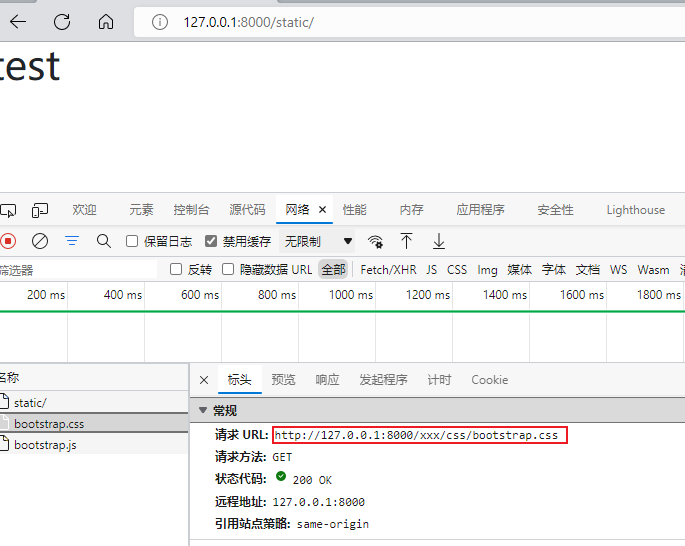 127.0.0.1:8000/static/
test
欢迎 元素 控制台 源代码 网络 × 性能 内存 应用程序 安全性 Lighthouse
保留日志 禁用缓存 无限制
筛选器 反转 隐藏数据 URL 全部 Fetch/XHR JS CSS Img 媒体 字体 文档 WS Wasm
200 ms 400 ms 600 ms 800 ms 1000 ms 1200 ms 1400 ms 1600 ms 1800 ms
名称 × 标头 预览 响应 发起程序 计时 Cookie
static/
bootstrap.css
bootstrap.js
常规
请求 URL: http://127.0.0.1:8000/xxx/css/bootstrap.css
请求方法: GET
状态代码: 200 OK
远程地址: 127.0.0.1:8000
引用站点策略: same-origin